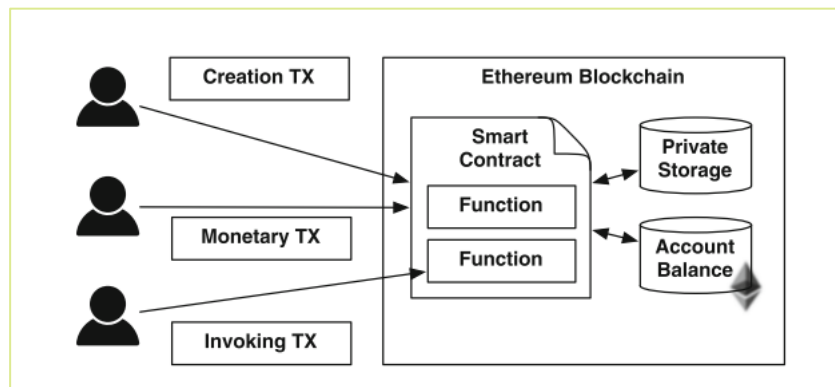 Creation TX
Ethereum Blockchain
Smart
Contract
Private
Storage
Function
Monetary TX
Function
Account
Balance
Invoking TX